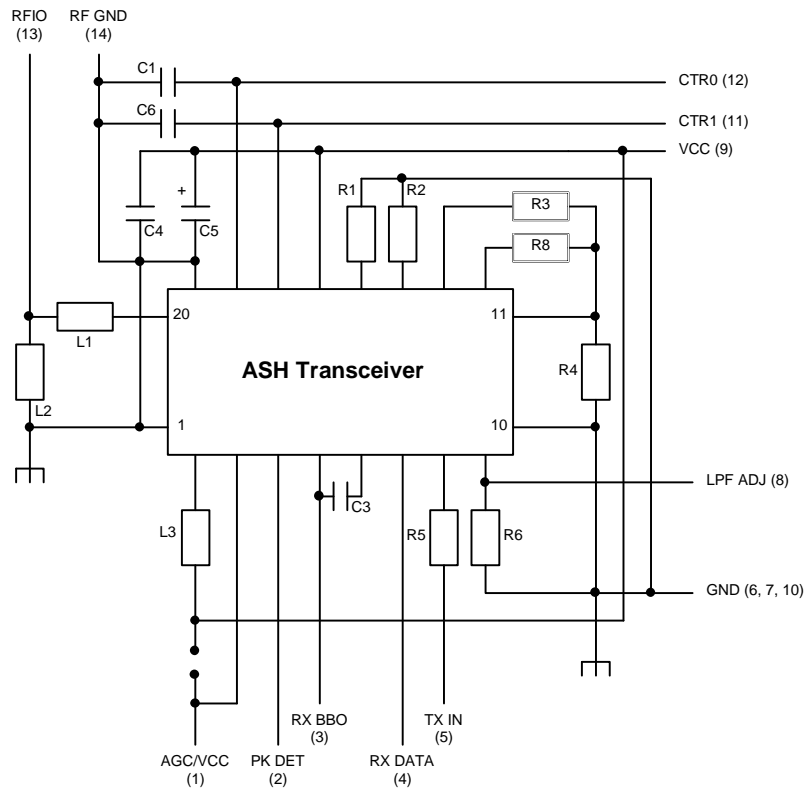 RFIO
(13)
RF GND
(14)
C1
CTR0 (12)
C6
CTR1 (11)
VCC (9)
+
R1
R2
R3
C4
C5
R8
20
11
L1
ASH Transceiver
R4
L2
1
10
LPF ADJ (8)
C3
L3
R5
R6
GND (6, 7, 10)
RX BBO
(3)
TX IN
(5)
AGC/VCC
(1)
PK DET
(2)
RX DATA
(4)